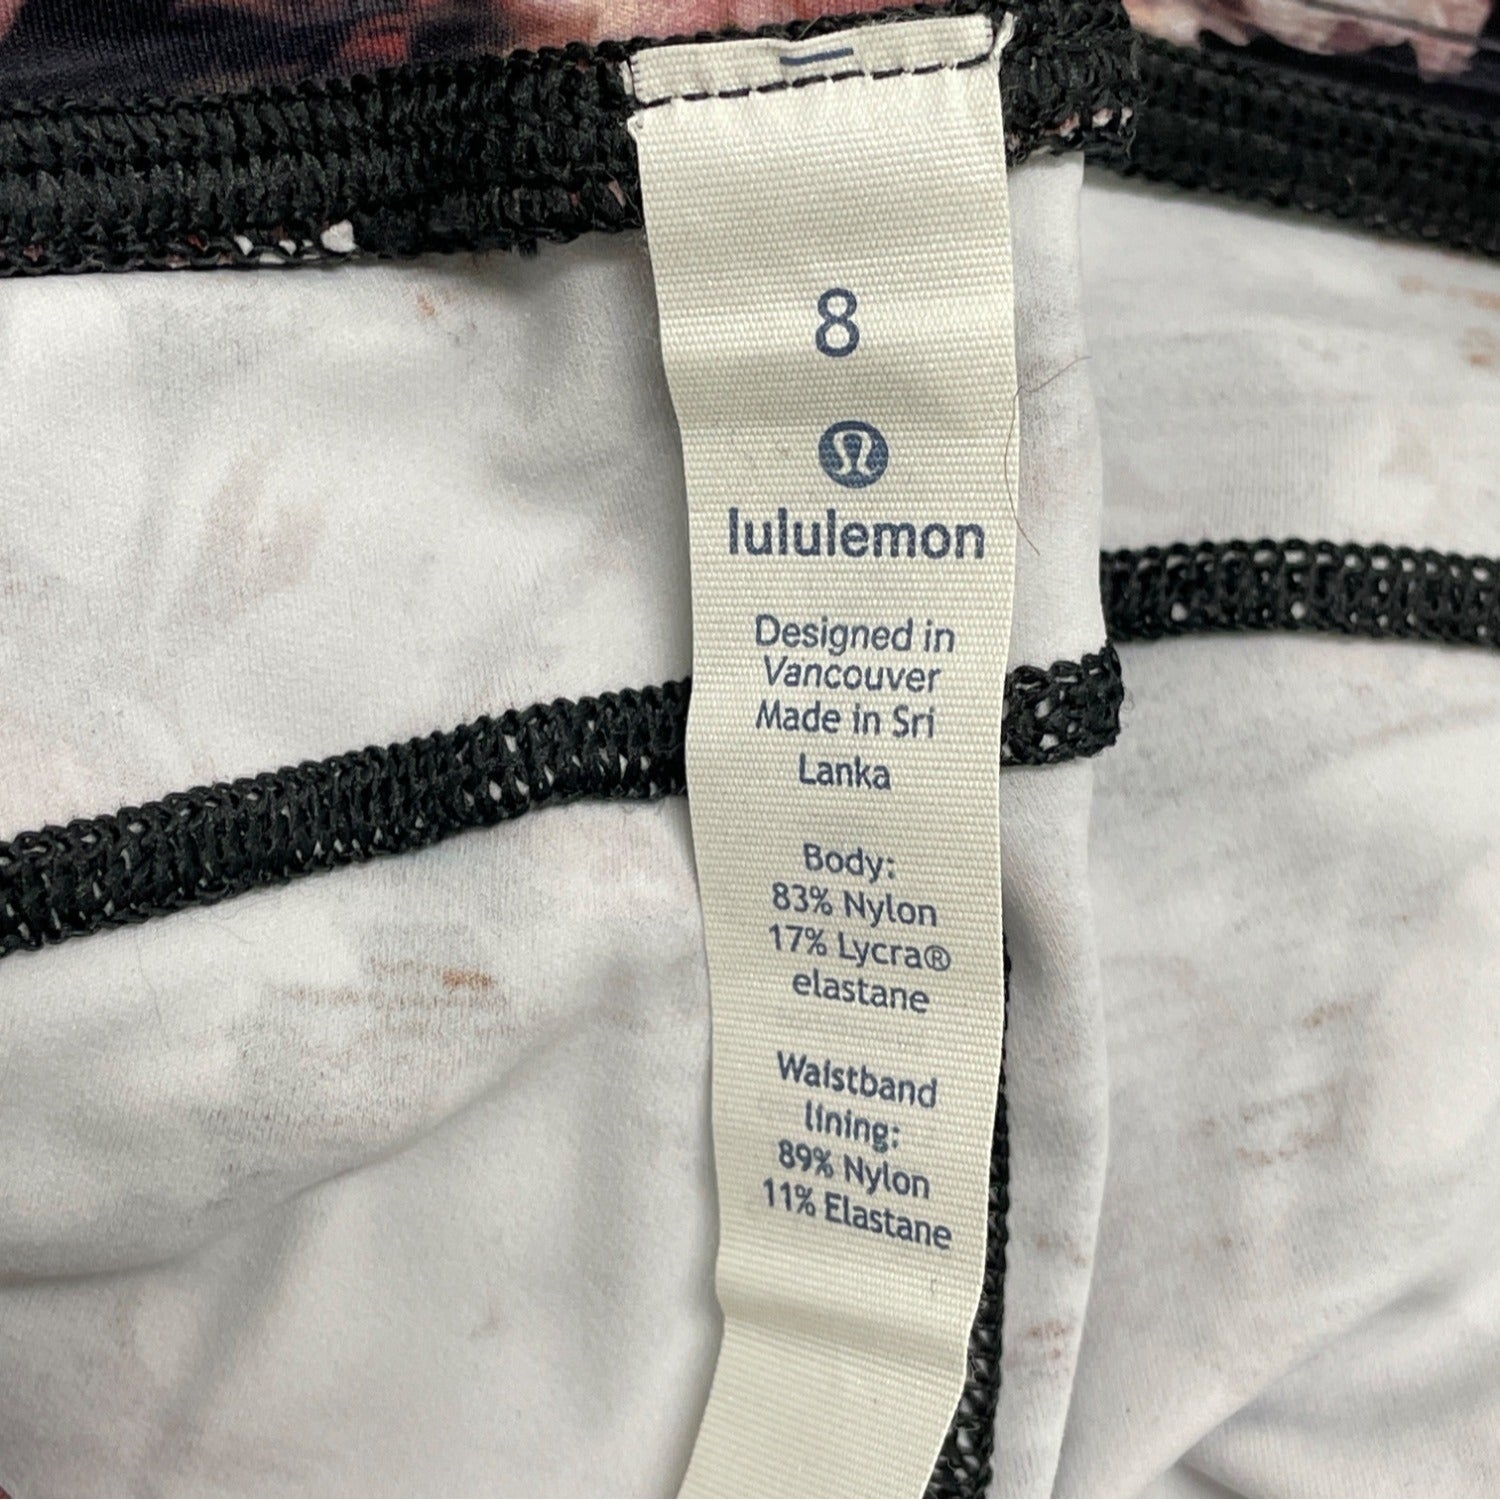 8
lululemon
Designed in
Vancouver
Made in Sri
Lanka
Body:
83% Nylon
17% Lycra®
elastane
Waistband
lining:
89% Nylon
11% Elastane